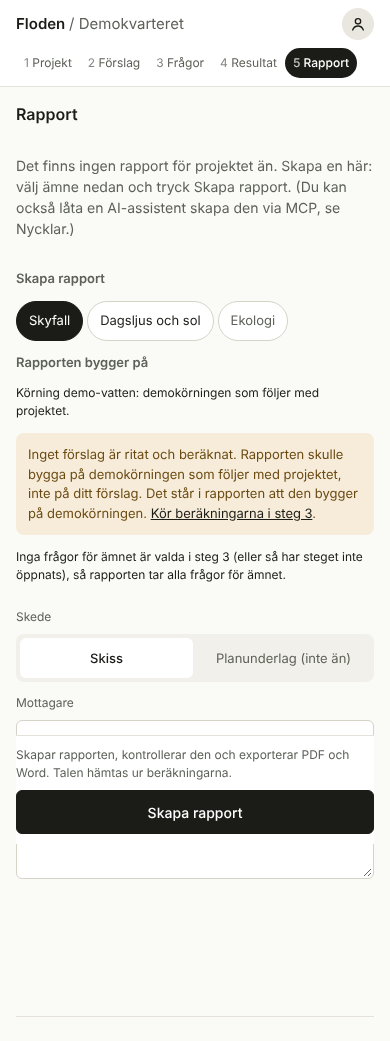 Floden / Demokvarteret
1 Projekt 2 Förslag 3 Frågor 4 Resultat 5 Rapport
Rapport
Det finns ingen rapport för projektet än. Skapa en här:
välj ämne nedan och tryck Skapa rapport. (Du kan
också låta en AI-assistent skapa den via MCP, se
Nycklar.)
Skapa rapport
Skyfall Dagsljus och sol Ekologi
Rapporten bygger på
Körning demo-vatten: demokörningen som följer med
projektet.
Inget förslag är ritat och beräknat. Rapporten skulle
bygga på demokörningen som följer med projektet,
inte på ditt förslag. Det står i rapporten att den bygger
på demokörningen. Kör beräkningarna i steg 3.
Inga frågor för ämnet är valda i steg 3 (eller så har steget inte
öppnats), så rapporten tar alla frågor för ämnet.
Skede
Skiss Planunderlag (inte än)
Mottagare
Skapar rapporten, kontrollerar den och exporterar PDF och
Word. Talen hämtas ur beräkningarna.
Skapa rapport